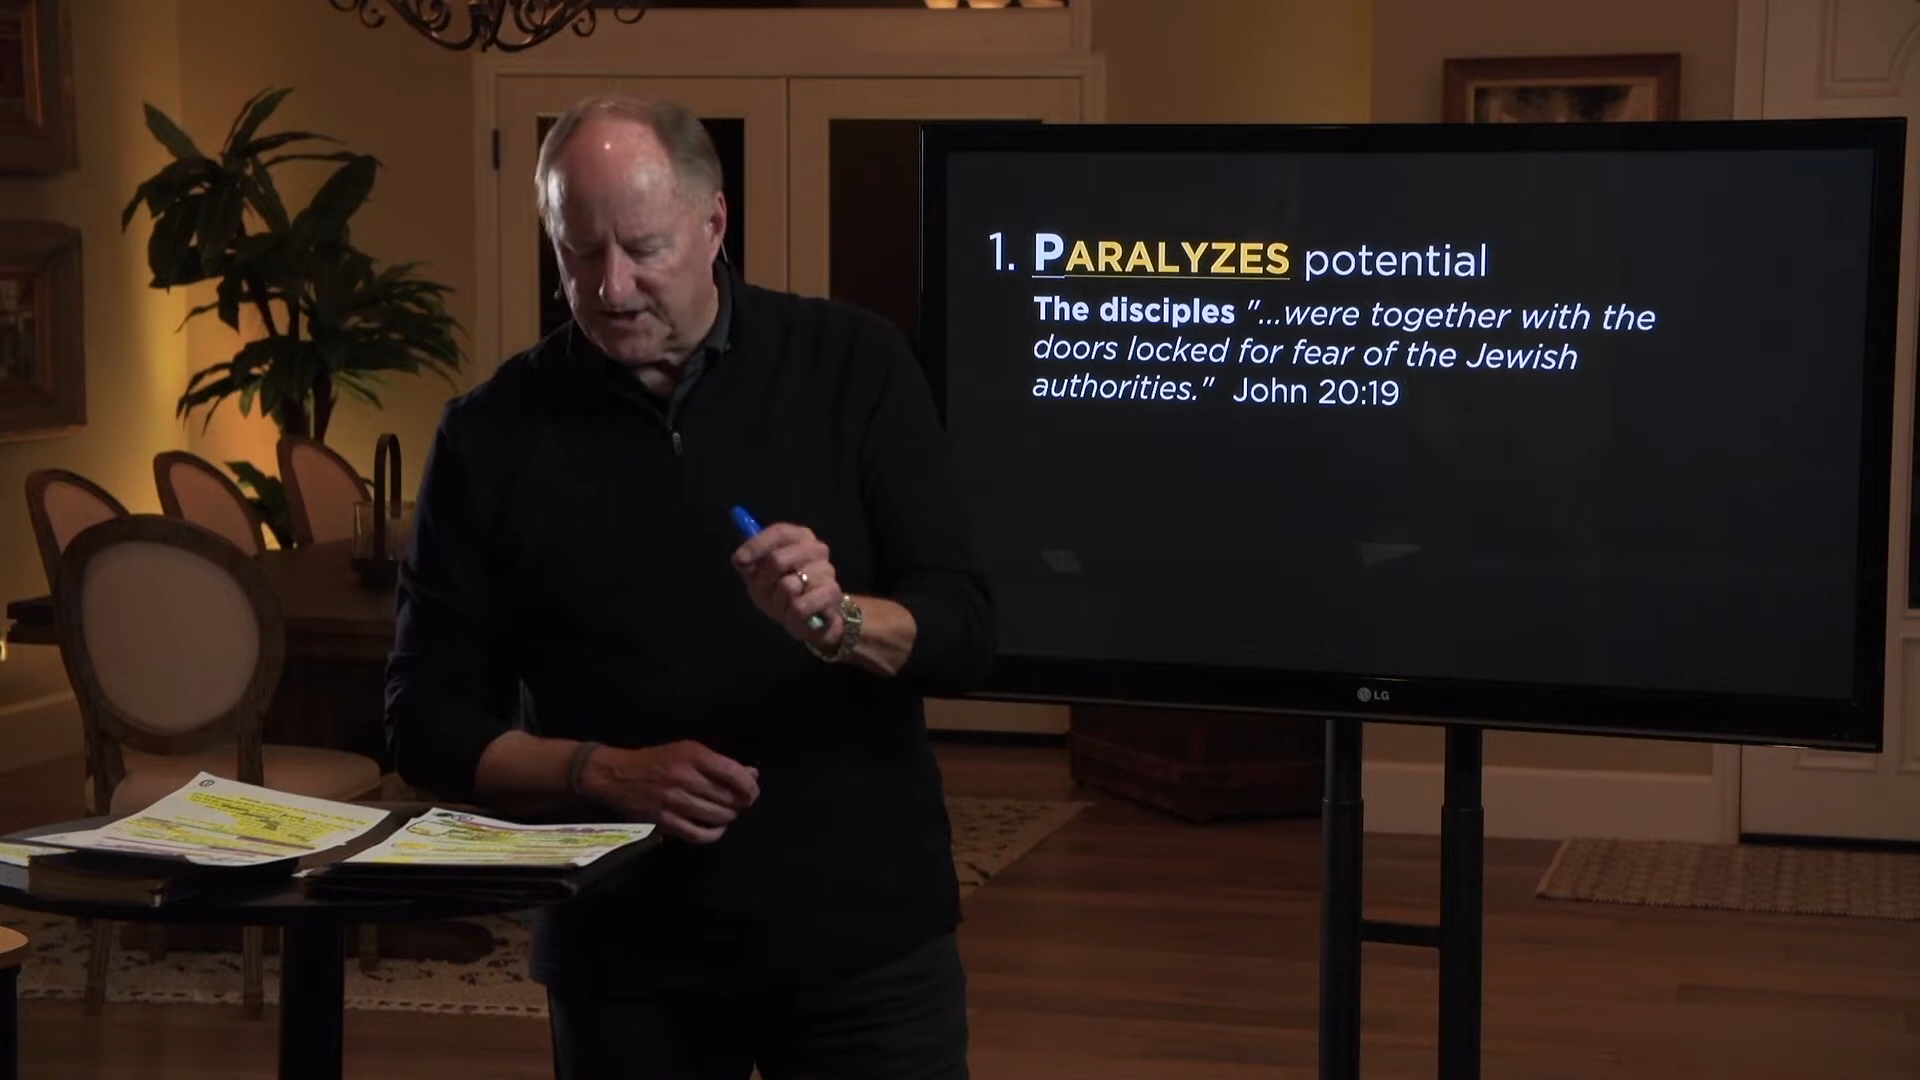 1. PARALYZES potential
The disciples "...were together with the
doors locked for fear of the Jewish
authorities." John 20:19
LG